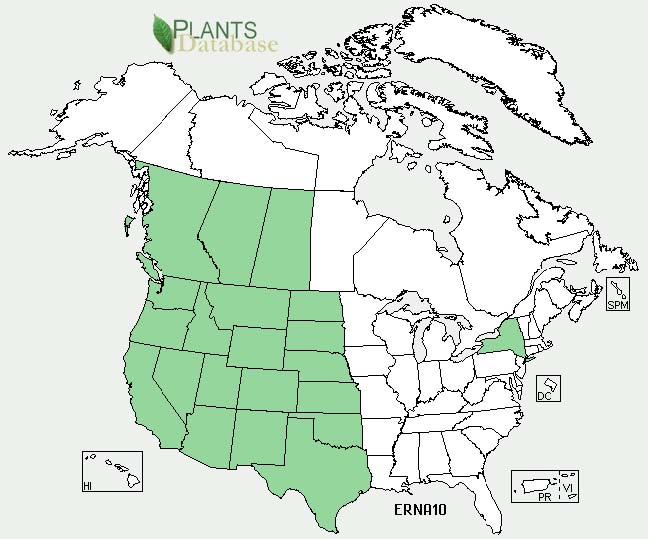 PLANTS
Database
SPM
DC
HI
PR
VI
ERNA10